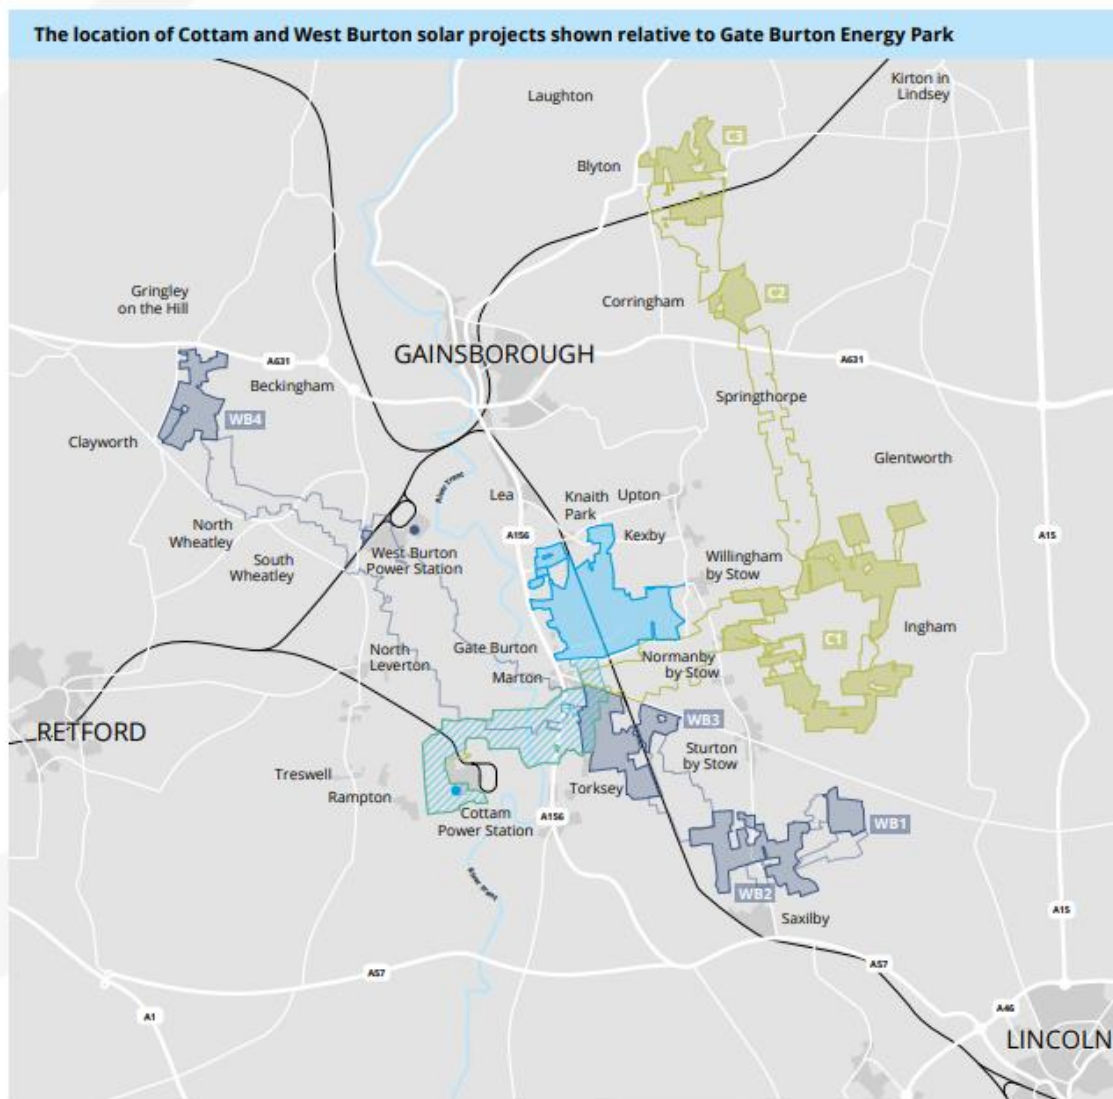 The location of Cottam and West Burton solar projects shown relative to Gate Burton Energy Park
Laughton
Kirton in
Lindsey
C3
Blyton
Gringley
on the Hill
C2
Corringham
GAINSBOROUGH
A631
A631
Beckingham
Springthorpe
WB4
Clayworth
Glentworth
River Trent
Lea
Knaith
Park
Upton
North
Wheatley
A156
Kexby
A15
West Burton
Power Station
South
Wheatley
Willingham
by Stow
Ingham
C1
North
Leverton
Gate Burton
Normanby
by Stow
Marton
WB3
RETFORD
Sturton
by Stow
Treswell
Rampton
Torksey
Cottam
Power Station
A156
WB1
River Trent
WB2
Saxilby
A15
A57
A57
A1
A46
LINCOLN